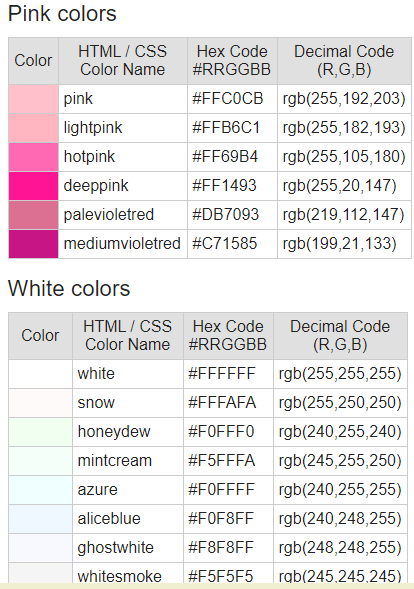 Pink colors
Color HTML / CSS Color Name Hex Code #RRGGBB Decimal Code (R,G,B)
pink #FFC0CB rgb(255,192,203)
lightpink #FFB6C1 rgb(255,182,193)
hotpink #FF69B4 rgb(255,105,180)
deeppink #FF1493 rgb(255,20,147)
palevioletred #DB7093 rgb(219,112,147)
mediumvioletred #C71585 rgb(199,21,133)
White colors
Color HTML / CSS Color Name Hex Code #RRGGBB Decimal Code (R,G,B)
white #FFFFFF rgb(255,255,255)
snow #FFFAFA rgb(255,250,250)
honeydew #F0FFF0 rgb(240,255,240)
mintcream #F5FFFA rgb(245,255,250)
azure #F0FFFF rgb(240,255,255)
aliceblue #F0F8FF rgb(240,248,255)
ghostwhite #F8F8FF rgb(248,248,255)
whitesmoke #F5F5F5 rgb(245,245,245)